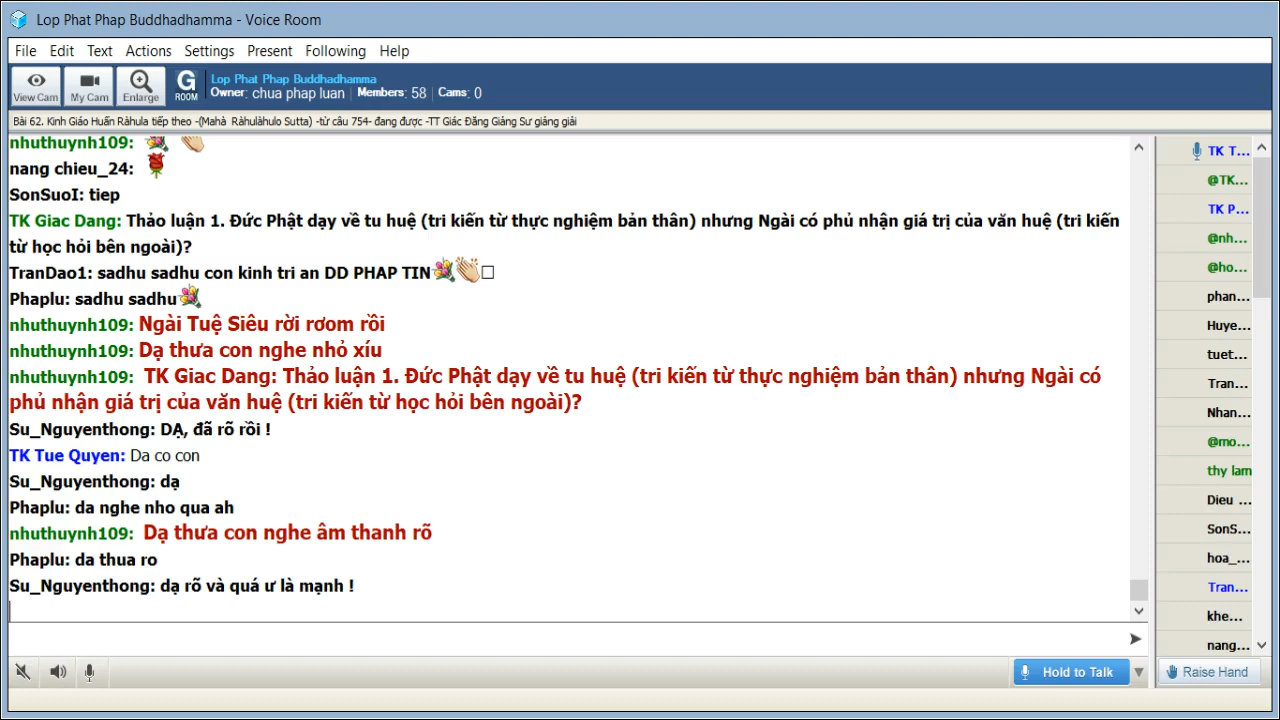 Lop Phat Phap Buddhadhamma - Voice Room
File Edit Text Actions Settings Present Following Help
View Cam My Cam Enlarge G ROOM Lop Phat Phap Buddhadhamma
Owner: chua phap luan | Members: 58 | Cams: 0
Bài 62. Kinh Giáo Huấn Ràhula tiếp theo -(Mahà Ràhulàhulo Sutta) -từ câu 754- đang được -TT Giác Đăng Giảng Sư giảng giải
nhuthuynh109:
nang chieu_24:
SonSuoI: tiep
TK Giac Dang: Thảo luận 1. Đức Phật dạy về tu huệ (tri kiến từ thực nghiệm bản thân) nhưng Ngài có phủ nhận giá trị của văn huệ (tri kiến
từ học hỏi bên ngoài)?
TranDao1: sadhu sadhu con kinh tri an DD PHAP TIN
Phaplu: sadhu sadhu
nhuthuynh109: Ngài Tuệ Siêu rời rơom rồi
nhuthuynh109: Dạ thưa con nghe nhỏ xíu
nhuthuynh109: TK Giac Dang: Thảo luận 1. Đức Phật dạy về tu huệ (tri kiến từ thực nghiệm bản thân) nhưng Ngài có
phủ nhận giá trị của văn huệ (tri kiến từ học hỏi bên ngoài)?
Su_Nguyenthong: DẠ, đã rõ rồi !
TK Tue Quyen: Da co con
Su_Nguyenthong: dạ
Phaplu: da nghe nho qua ah
nhuthuynh109: Dạ thưa con nghe âm thanh rõ
Phaplu: da thua ro
Su_Nguyenthong: dạ rõ và quá ư là mạnh !
TK T...
@TK...
TK P...
@nh...
@ho...
phan...
Huye...
tuet...
Tran...
Nhan...
@mo...
thy lam
Dieu ...
SonS...
hoa_...
Tran...
khe...
nang...
Hold to Talk
Raise Hand